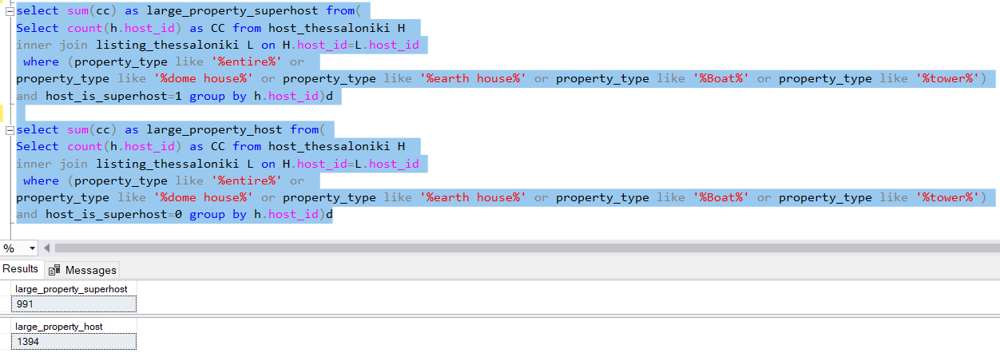 select sum(cc) as large_property_superhost from(
Select count(h.host_id) as CC from host_thessaloniki H
inner join listing_thessaloniki L on H.host_id=L.host_id
where (property_type like '%entire%' or
property_type like '%dome house%' or property_type like '%earth house%' or property_type like '%Boat%' or property_type like '%tower%')
and host_is_superhost=1 group by h.host_id)d
select sum(cc) as large_property_host from(
Select count(h.host_id) as CC from host_thessaloniki H
inner join listing_thessaloniki L on H.host_id=L.host_id
where (property_type like '%entire%' or
property_type like '%dome house%' or property_type like '%earth house%' or property_type like '%Boat%' or property_type like '%tower%')
and host_is_superhost=0 group by h.host_id)d
%
Results Messages
large_property_superhost
991
large_property_host
1394